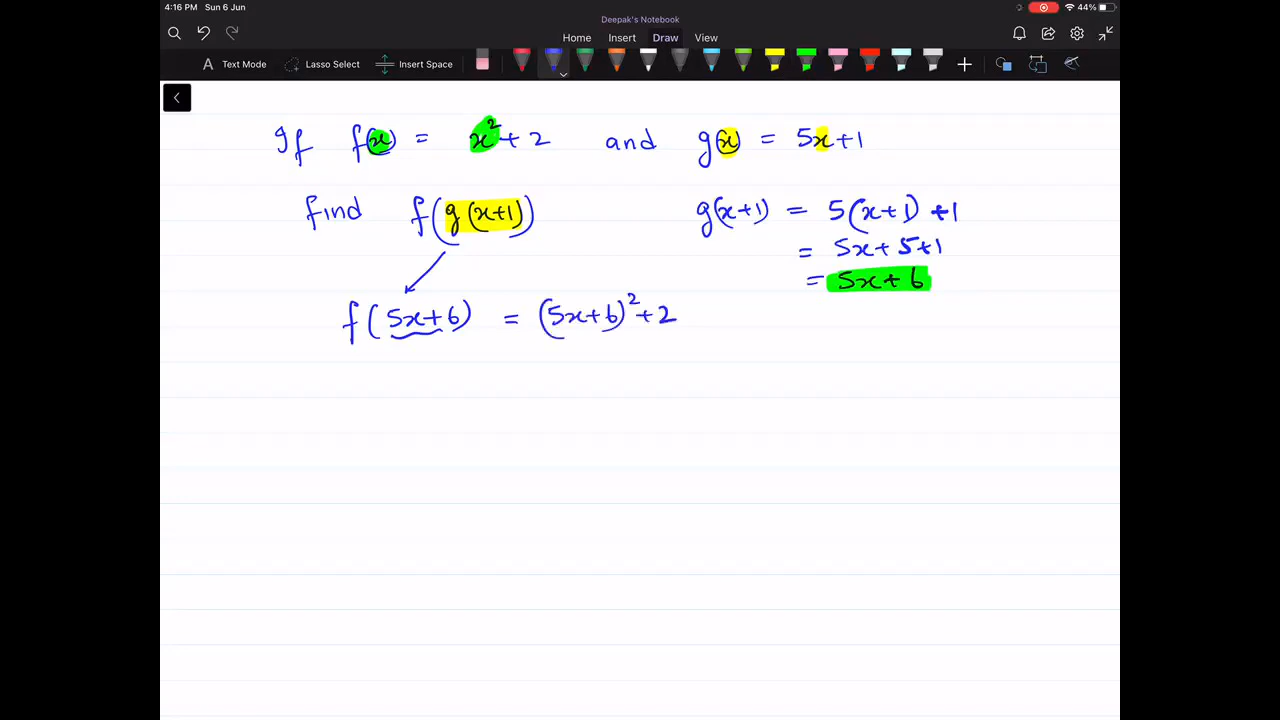 4:16 PM Sun 6 Jun
44%
Deepak's Notebook
Home Insert Draw View
Text Mode Lasso Select Insert Space
If f(x) = x² + 2 and g(x) = 5x + 1
find f(g(x+1))
g(x+1) = 5(x+1) + 1
= 5x + 5 + 1
= 5x + 6
f(5x+6) = (5x+6)² + 2